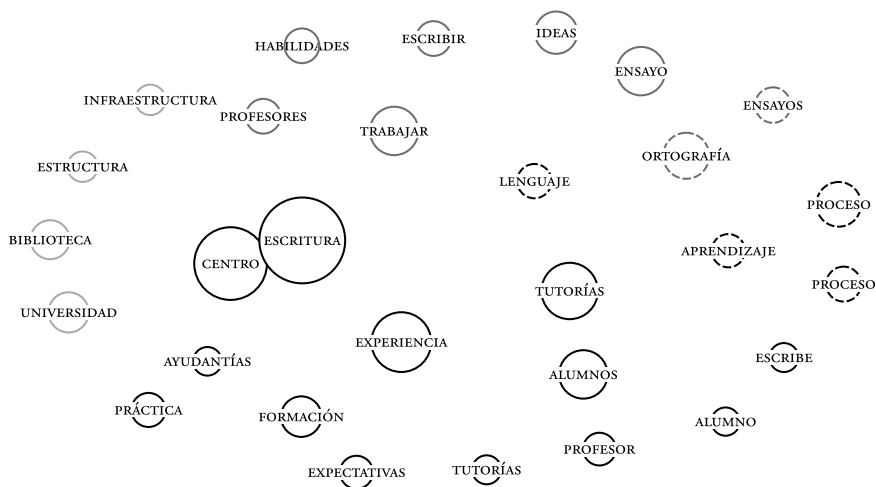 IDEAS
ESCRIBIR
HABILIDADES
ENSAYO
INFRAESTRUCTURA
ENSAYOS
PROFESORES
TRABAJAR
ORTOGRAFÍA
ESTRUCTURA
LENGUAJE
PROCESO
BIBLIOTECA
ESCRITURA
APRENDIZAJE
CENTRO
PROCESO
TUTORÍAS
UNIVERSIDAD
EXPERIENCIA
ESCRIBE
AYUDANTÍAS
ALUMNOS
PRÁCTICA
FORMACIÓN
ALUMNO
PROFESOR
EXPECTATIVAS
TUTORÍAS